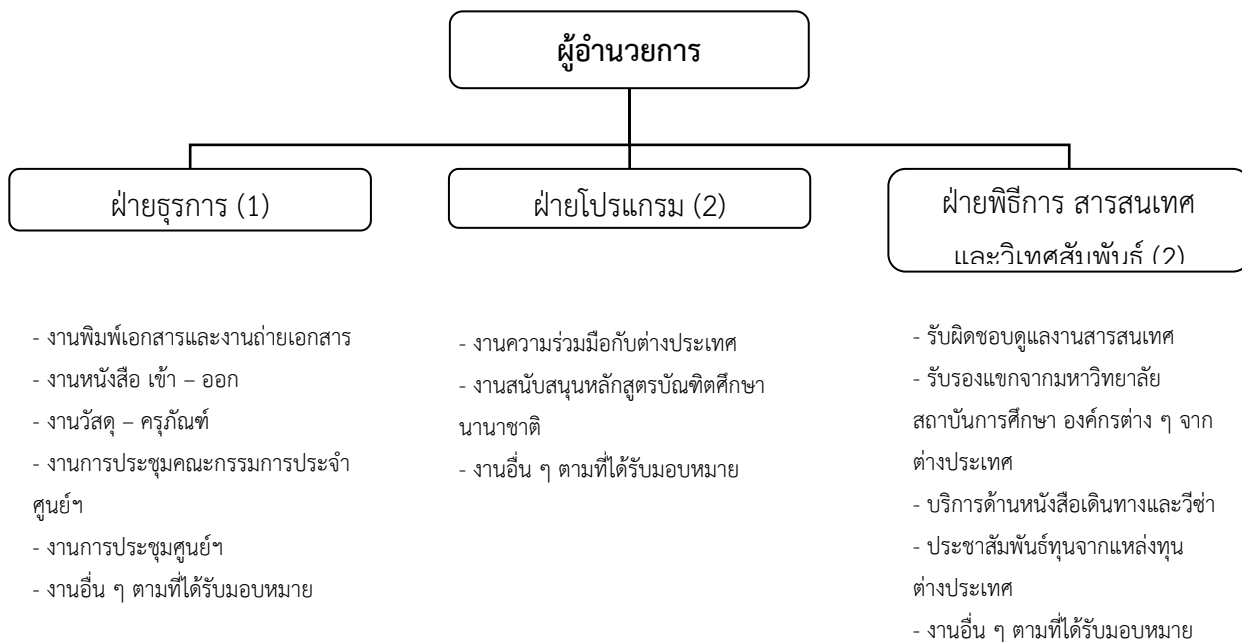 ผู้อำนวยการ
ฝ่ายธุรการ (1)
- งานพิมพ์เอกสารและงานถ่ายเอกสาร
- งานหนังสือ เข้า – ออก
- งานวัสดุ – ครุภัณฑ์
- งานการประชุมคณะกรรมการประจำ
ศูนย์ฯ
- งานการประชุมศูนย์ฯ
- งานอื่น ๆ ตามที่ได้รับมอบหมาย
ฝ่ายโปรแกรม (2)
- งานความร่วมมือกับต่างประเทศ
- งานสนับสนุนหลักสูตรบัณฑิตศึกษา
นานาชาติ
- งานอื่น ๆ ตามที่ได้รับมอบหมาย
ฝ่ายพิธีการ สารสนเทศ
และวิเทศสัมพันธ์ (2)
- รับผิดชอบดูแลงานสารสนเทศ
- รับรองแขกจากมหาวิทยาลัย
สถาบันการศึกษา องค์กรต่าง ๆ จาก
ต่างประเทศ
- บริการด้านหนังสือเดินทางและวีซ่า
- ประชาสัมพันธ์ทุนจากแหล่งทุน
ต่างประเทศ
- งานอื่น ๆ ตามที่ได้รับมอบหมาย